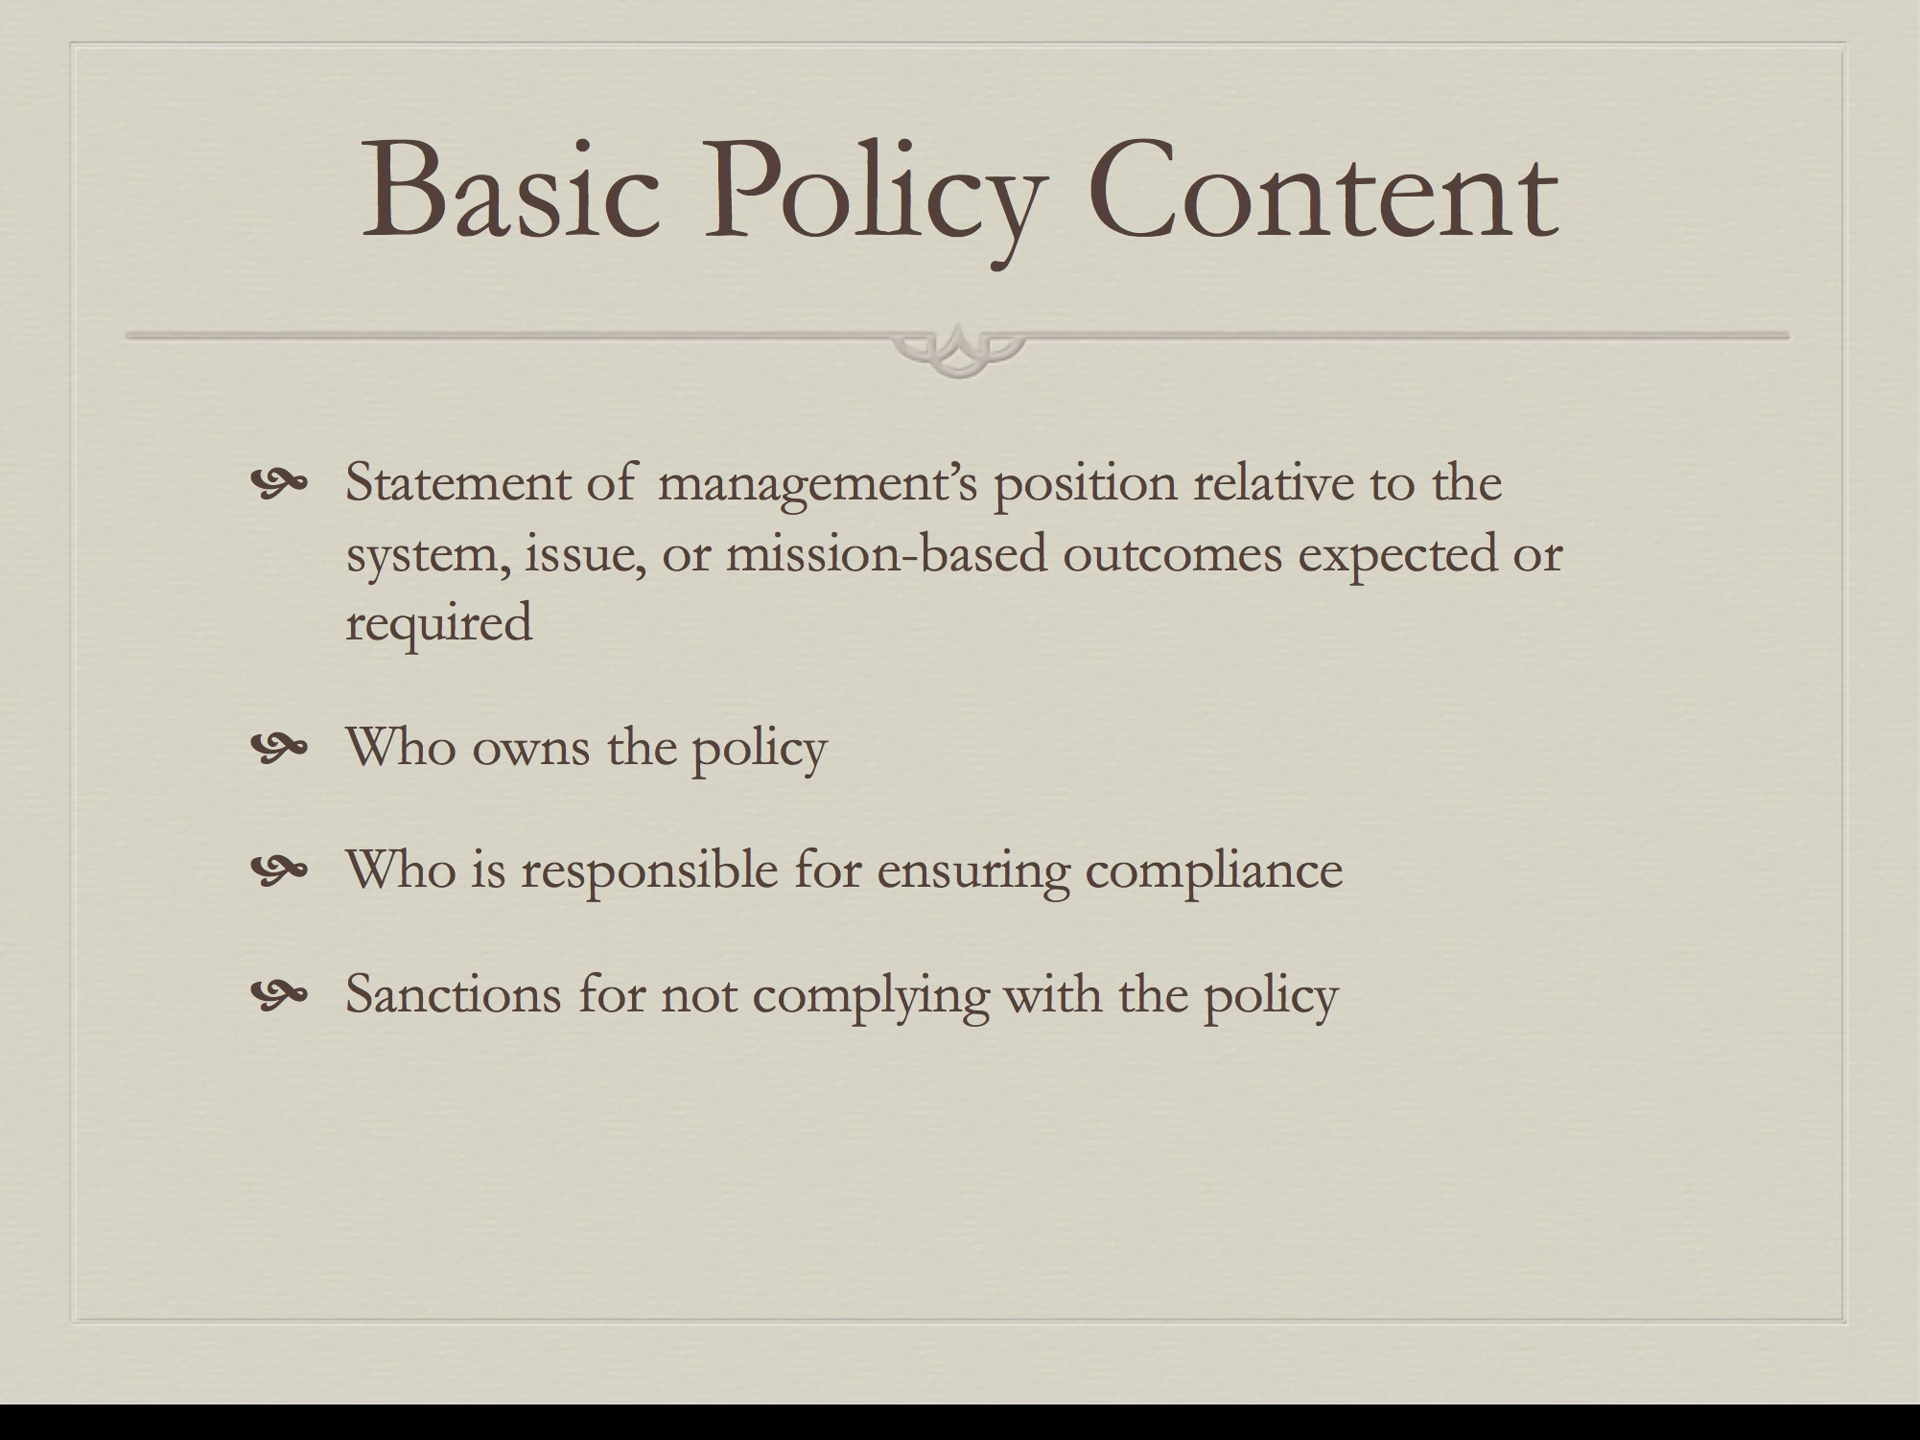 Basic Policy Content
Statement of management’s position relative to the
system, issue, or mission-based outcomes expected or
required
Who owns the policy
Who is responsible for ensuring compliance
Sanctions for not complying with the policy